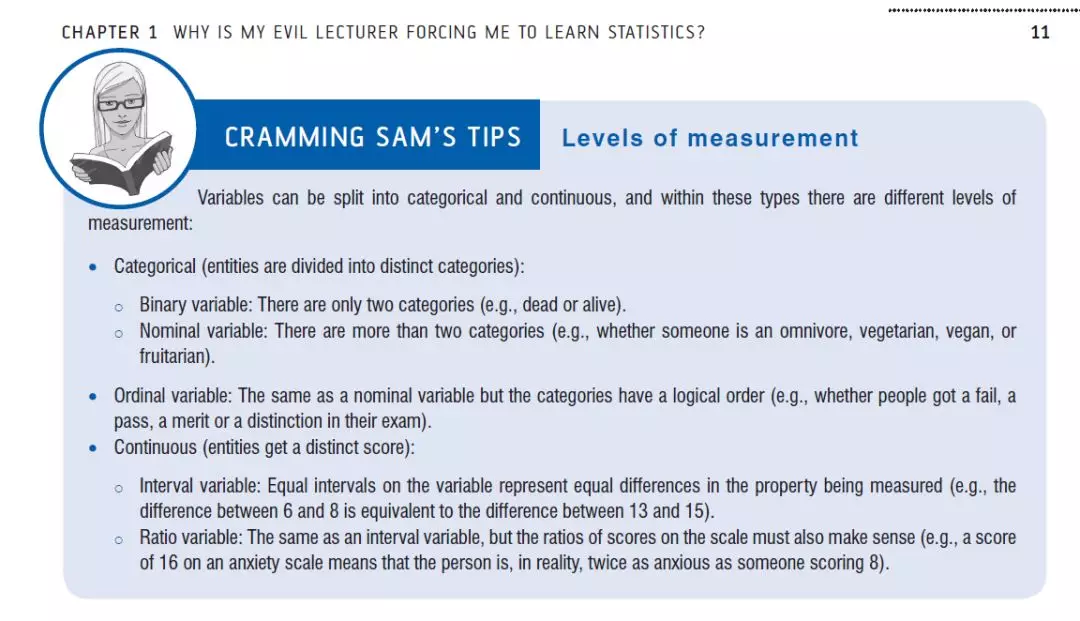 CHAPTER 1 WHY IS MY EVIL LECTURER FORCING ME TO LEARN STATISTICS?
11
CRAMMING SAM'S TIPS
Levels of measurement
Variables can be split into categorical and continuous, and within these types there are different levels of
measurement:
• Categorical (entities are divided into distinct categories):
○ Binary variable: There are only two categories (e.g., dead or alive).
○ Nominal variable: There are more than two categories (e.g., whether someone is an omnivore, vegetarian, vegan, or
fruitarian).
• Ordinal variable: The same as a nominal variable but the categories have a logical order (e.g., whether people got a fail, a
pass, a merit or a distinction in their exam).
• Continuous (entities get a distinct score):
○ Interval variable: Equal intervals on the variable represent equal differences in the property being measured (e.g., the
difference between 6 and 8 is equivalent to the difference between 13 and 15).
○ Ratio variable: The same as an interval variable, but the ratios of scores on the scale must also make sense (e.g., a score
of 16 on an anxiety scale means that the person is, in reality, twice as anxious as someone scoring 8).